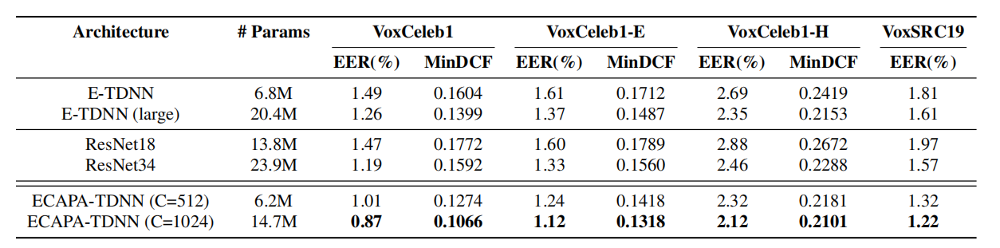 Architecture # Params VoxCeleb1 VoxCeleb1-E VoxCeleb1-H VoxSRC19
EER(%) MinDCF EER(%) MinDCF EER(%) MinDCF EER(%)
E-TDNN 6.8M 1.49 0.1604 1.61 0.1712 2.69 0.2419 1.81
E-TDNN (large) 20.4M 1.26 0.1399 1.37 0.1487 2.35 0.2153 1.61
ResNet18 13.8M 1.47 0.1772 1.60 0.1789 2.88 0.2672 1.97
ResNet34 23.9M 1.19 0.1592 1.33 0.1560 2.46 0.2288 1.57
ECAPA-TDNN (C=512) 6.2M 1.01 0.1274 1.24 0.1418 2.32 0.2181 1.32
ECAPA-TDNN (C=1024) 14.7M 0.87 0.1066 1.12 0.1318 2.12 0.2101 1.22